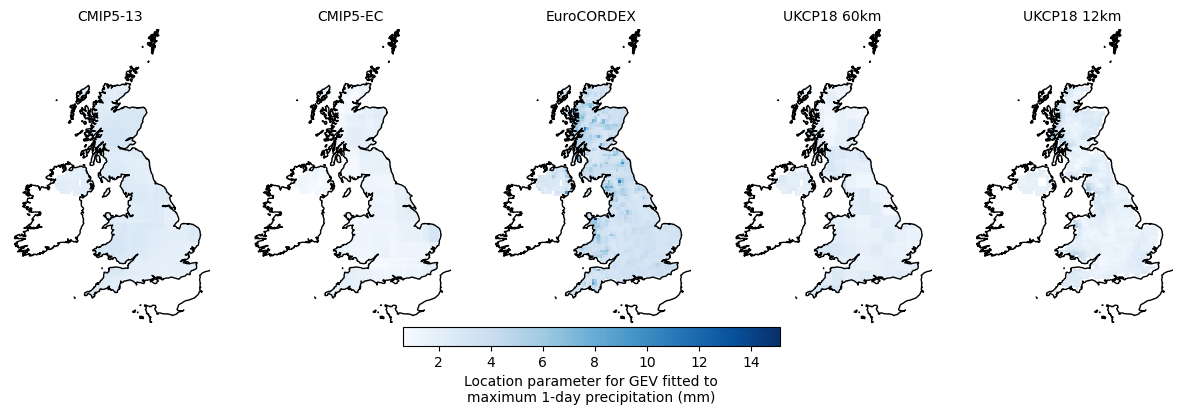 CMIP5-13
CMIP5-EC
EuroCORDEX
UKCP18 60km
UKCP18 12km
2 4 6 8 10 12 14
Location parameter for GEV fitted to
maximum 1-day precipitation (mm)